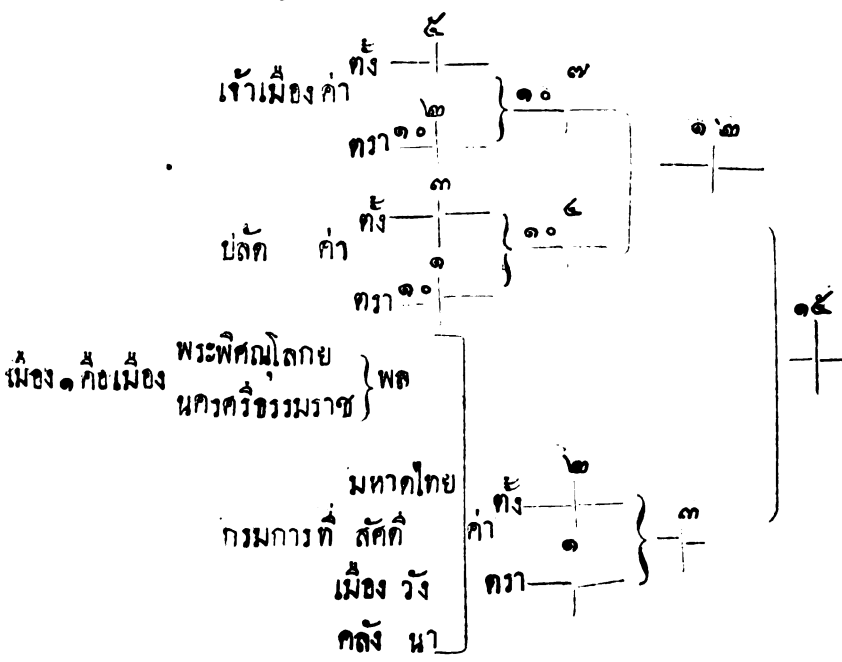 ๕
เจ้าเมือง ค่า ตั้ง
๑๐ ๗
ตรา ๑๐ ๒
๑๒
ปลัด ค่า ตั้ง ๓
๑๐ ๔
ตรา ๑๐ ๑
๑๕
เมือง ๑ คือเมือง พระพิศณุโลกย นครศรีธรรมราช } พล
มหาดไทย
ค่า ตั้ง ๒
กรมการที่ สัศดี
๓
เมือง วัง
ตรา ๑
คลัง นา